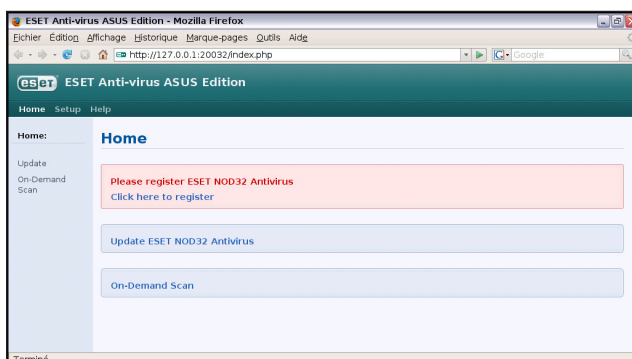 ESET Anti-virus ASUS Edition - Mozilla Firefox
Eichier Édition Affichage Historique Marque-pages Outils Aide
http://127.0.0.1:20032/index.php
Google
eset ESET Anti-virus ASUS Edition
Home Setup Help
Home:
Update
On-Demand
Scan
Home
Please register ESET NOD32 Antivirus
Click here to register
Update ESET NOD32 Antivirus
On-Demand Scan
Terminé